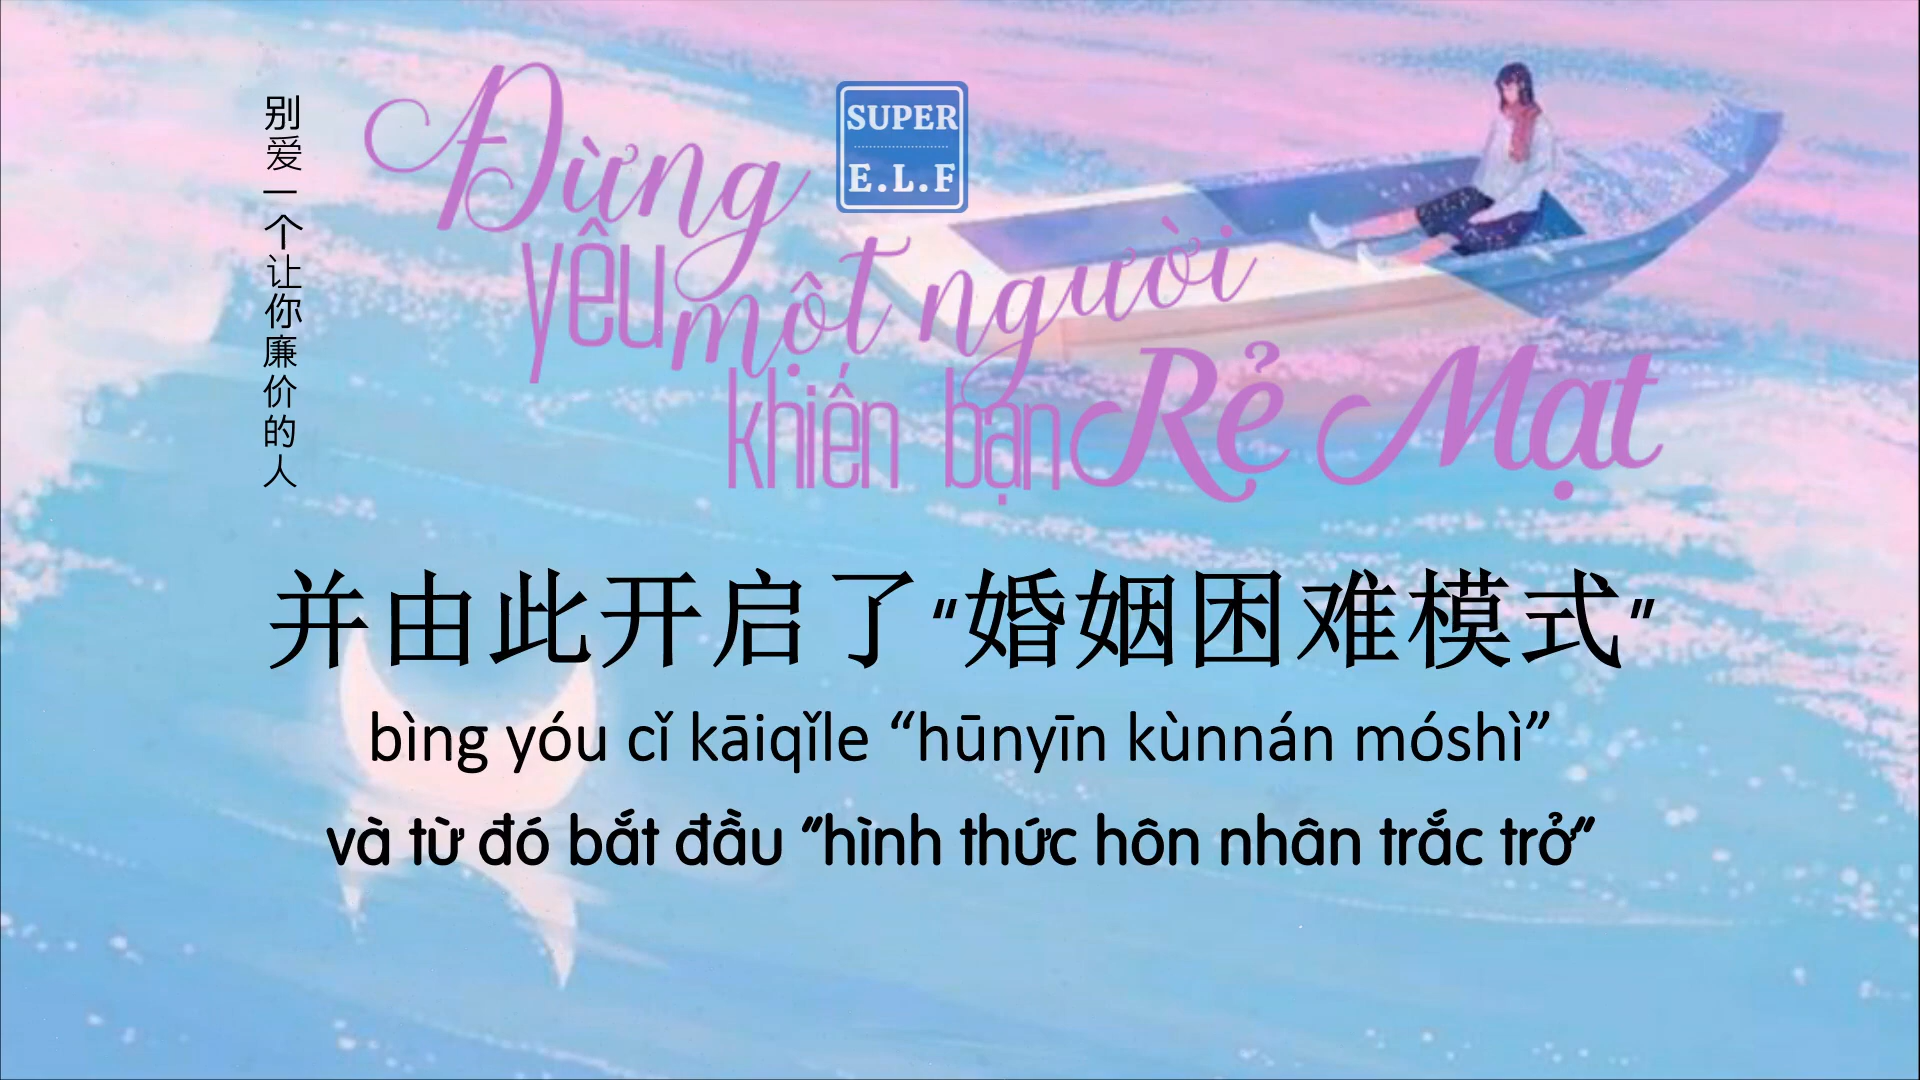 别爱一个让你廉价的人
Đừng
SUPER
E.L.F
yêu một người
khiến bạn Rẻ Mạt
并由此开启了“婚姻困难模式”
bìng yóu cǐ kāiqǐle “hūnyīn kùnnán móshì”
và từ đó bắt đầu “hình thức hôn nhân trắc trở”